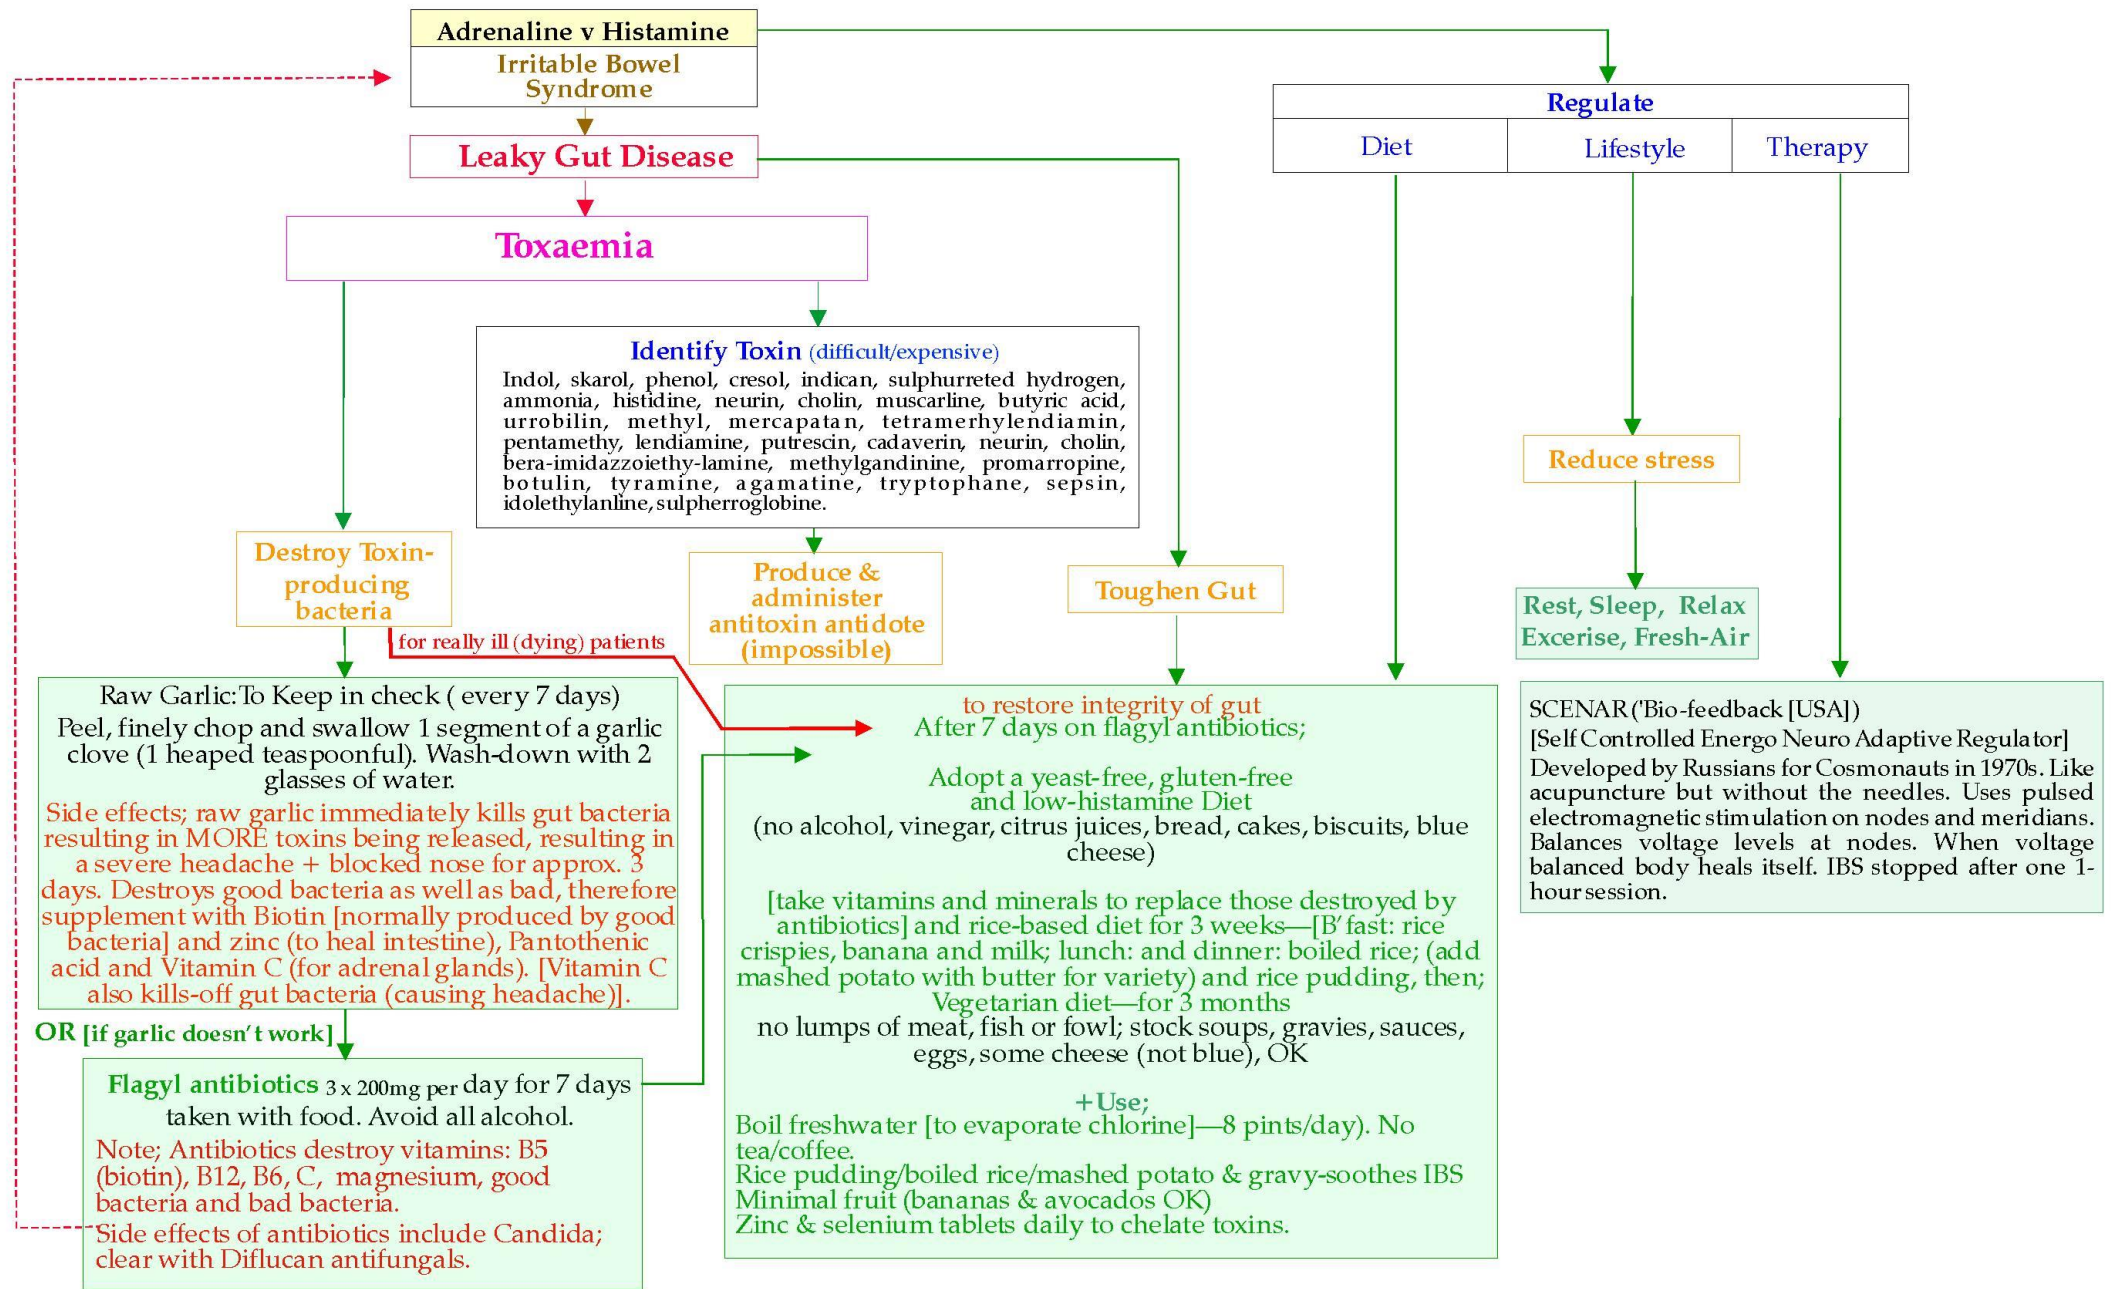 Adrenaline v Histamine
Irritable Bowel
Syndrome
Leaky Gut Disease
Toxaemia
Regulate
Diet
Lifestyle
Therapy
Identify Toxin (difficult/expensive)
Indol, skarol, phenol, cresol, indican, sulphurreted hydrogen,
ammonia, histidine, neurin, cholin, muscarline, butyric acid,
urrobilin, methyl, mercapatan, tetramerhylendiamin,
pentamethy, lendiamine, putrescin, cadaverin, neurin, cholin,
bera-imidazzoiethy-lamine, methylgandinine, promarropine,
botulin, tyramine, agamatine, tryptophane, sepsin,
idolethylanline, sulpherroglobine.
Reduce stress
Destroy Toxin-
producing
bacteria
Produce &
administer
antitoxin antidote
(impossible)
Toughen Gut
Rest, Sleep, Relax
Excerise, Fresh-Air
for really ill (dying) patients
Raw Garlic:To Keep in check ( every 7 days)
Peel, finely chop and swallow 1 segment of a garlic
clove (1 heaped teaspoonful). Wash-down with 2
glasses of water.
Side effects; raw garlic immediately kills gut bacteria
resulting in MORE toxins being released, resulting in
a severe headache + blocked nose for approx. 3
days. Destroys good bacteria as well as bad, therefore
supplement with Biotin [normally produced by good
bacteria] and zinc (to heal intestine), Pantothenic
acid and Vitamin C (for adrenal glands). [Vitamin C
also kills-off gut bacteria (causing headache)].
OR [if garlic doesn't work]
Flagyl antibiotics 3 x 200mg per day for 7 days
taken with food. Avoid all alcohol.
Note; Antibiotics destroy vitamins: B5
(biotin), B12, B6, C, magnesium, good
bacteria and bad bacteria.
Side effects of antibiotics include Candida;
clear with Diflucan antifungals.
to restore integrity of gut
After 7 days on flagyl antibiotics;
Adopt a yeast-free, gluten-free
and low-histamine Diet
(no alcohol, vinegar, citrus juices, bread, cakes, biscuits, blue
cheese)
[take vitamins and minerals to replace those destroyed by
antibiotics] and rice-based diet for 3 weeks—[B'fast: rice
crispies, banana and milk; lunch: and dinner: boiled rice; (add
mashed potato with butter for variety) and rice pudding, then;
Vegetarian diet—for 3 months
no lumps of meat, fish or fowl; stock soups, gravies, sauces,
eggs, some cheese (not blue), OK
+Use;
Boil freshwater [to evaporate chlorine]—8 pints/day). No
tea/coffee.
Rice pudding/boiled rice/mashed potato & gravy-soothes IBS
Minimal fruit (bananas & avocados OK)
Zinc & selenium tablets daily to chelate toxins.
SCENAR ('Bio-feedback [USA])
[Self Controlled Energo Neuro Adaptive Regulator]
Developed by Russians for Cosmonauts in 1970s. Like
acupuncture but without the needles. Uses pulsed
electromagnetic stimulation on nodes and meridians.
Balances voltage levels at nodes. When voltage
balanced body heals itself. IBS stopped after one 1-
hour session.